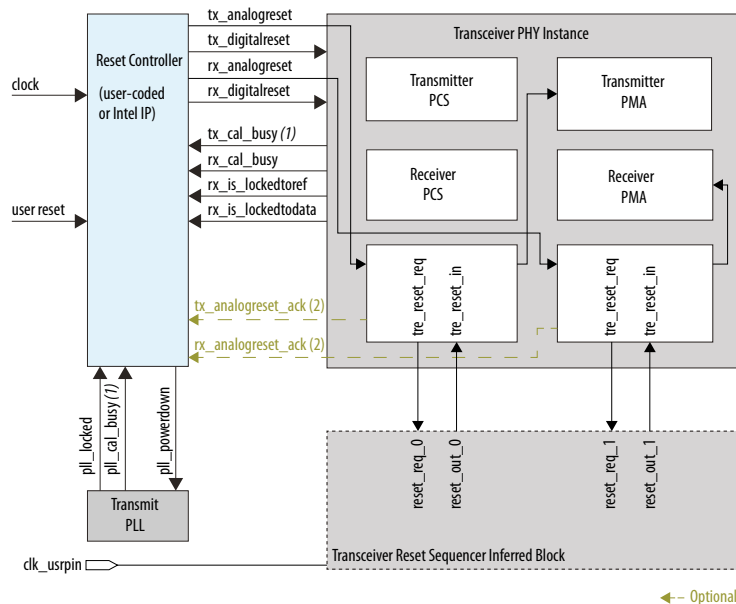 tx_analogreset
tx_digitalreset
rx_analogreset
rx_digitalreset
Reset Controller
(user-coded
or Intel IP)
clock
user reset
tx_cal_busy (1)
rx_cal_busy
rx_is_lockedtoref
rx_is_lockedtodata
tx_analogreset_ack (2)
rx_analogreset_ack (2)
Transceiver PHY Instance
Transmitter
PCS
Transmitter
PMA
Receiver
PCS
Receiver
PMA
tre_reset_req
tre_reset_in
tre_reset_req
tre_reset_in
pll_locked
pll_cal_busy (1)
pll_powerdown
Transmit
PLL
reset_req_0
reset_out_0
reset_req_1
reset_out_1
Transceiver Reset Sequencer Inferred Block
clk_usrpin
Optional